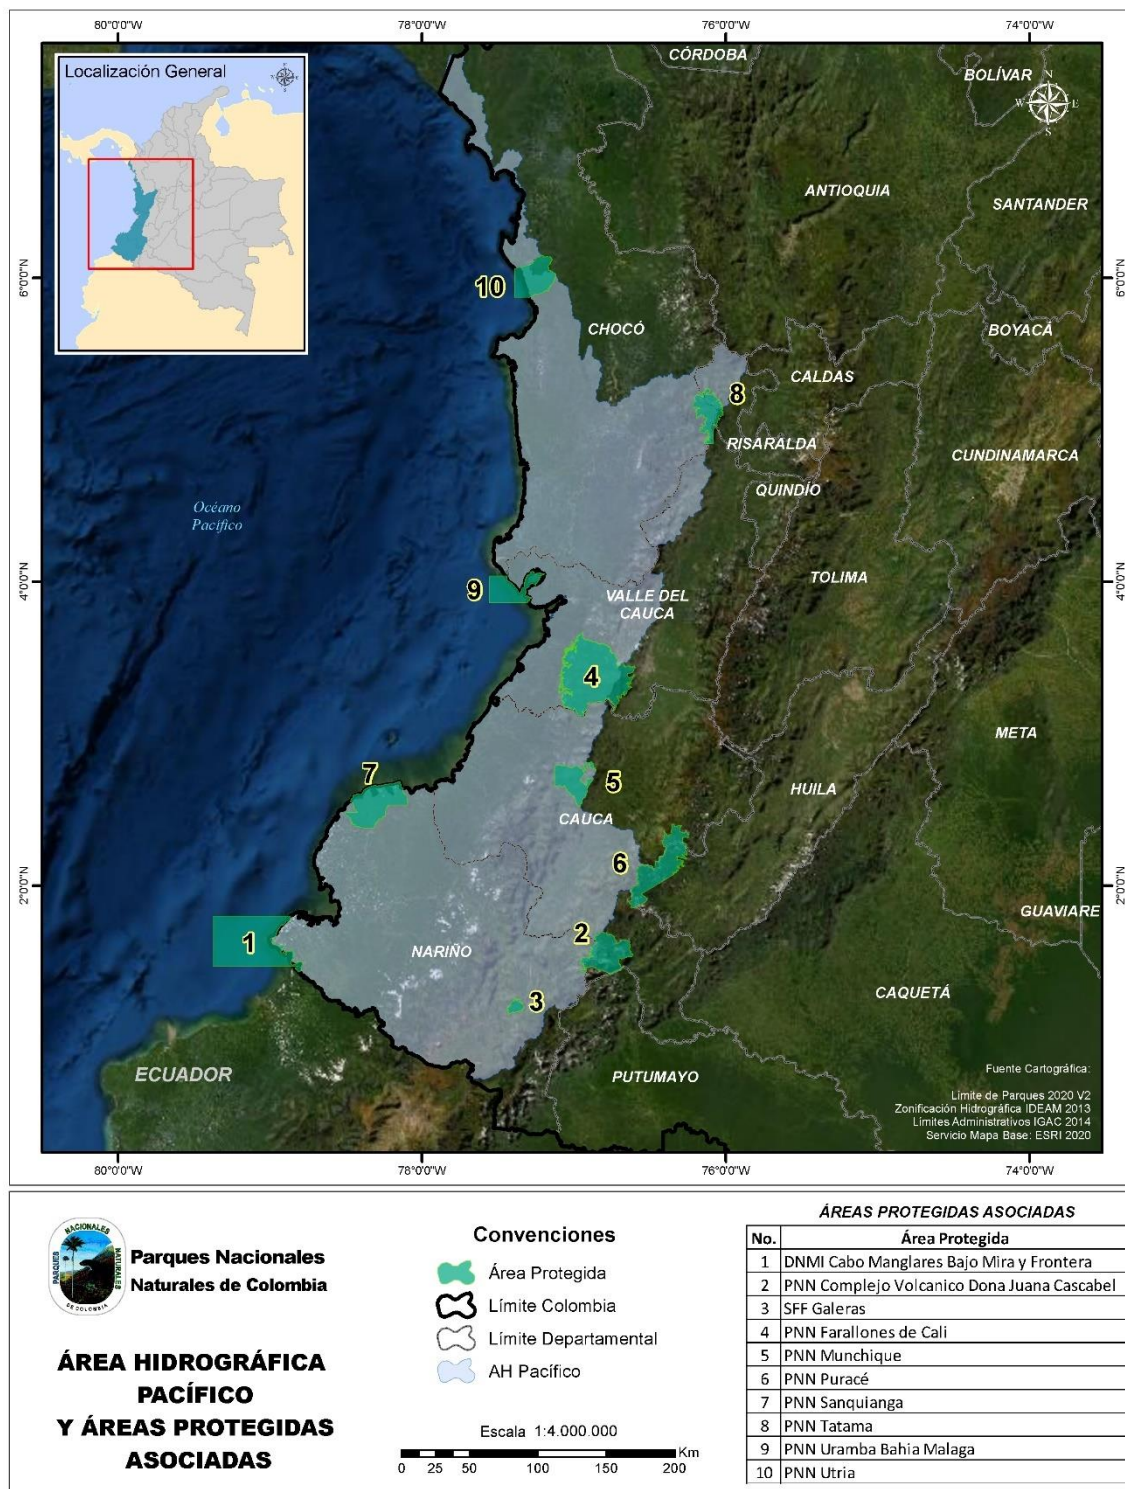 80°0'0"W
78°0'0"W
76°0'0"W
74°0'0"W
Localización General
CÓRDOBA
BOLÍVAR
N
W
E
S
ANTIOQUIA
SANTANDER
6°0'0"N
6°0'0"N
10
CHOCÓ
BOYACÁ
CALDAS
8
RISARALDA
CUNDINAMARCA
QUINDÍO
Océano
Pacífico
4°0'0"N
4°0'0"N
9
TOLIMA
VALLE DEL
CAUCA
4
META
7
5
HUILA
CAUCA
6
2°0'0"N
2°0'0"N
GUAVIARE
1
2
NARIÑO
CAQUETÁ
3
ECUADOR
PUTUMAYO
Fuente Cartográfica:
Límite de Parques 2020 V2
Zonificación Hidrográfica IDEAM 2013
Límites Administrativos IGAC 2014
Servicio Mapa Base: ESRI 2020
80°0'0"W
78°0'0"W
76°0'0"W
74°0'0"W
PARQUES NACIONALES NATURALES
DE COLOMBIA
Parques Nacionales
Naturales de Colombia
ÁREA HIDROGRÁFICA
PACÍFICO
Y ÁREAS PROTEGIDAS
ASOCIADAS
Convenciones
Área Protegida
Límite Colombia
Límite Departamental
AH Pacífico
Escala 1:4.000.000
Km
0 25 50 100 150 200
ÁREAS PROTEGIDAS ASOCIADAS
No. Área Protegida
1 DNMI Cabo Manglares Bajo Mira y Frontera
2 PNN Complejo Volcanico Dona Juana Cascabel
3 SFF Galeras
4 PNN Farallones de Cali
5 PNN Munchique
6 PNN Puracé
7 PNN Sanquianga
8 PNN Tatama
9 PNN Uramba Bahia Malaga
10 PNN Utria